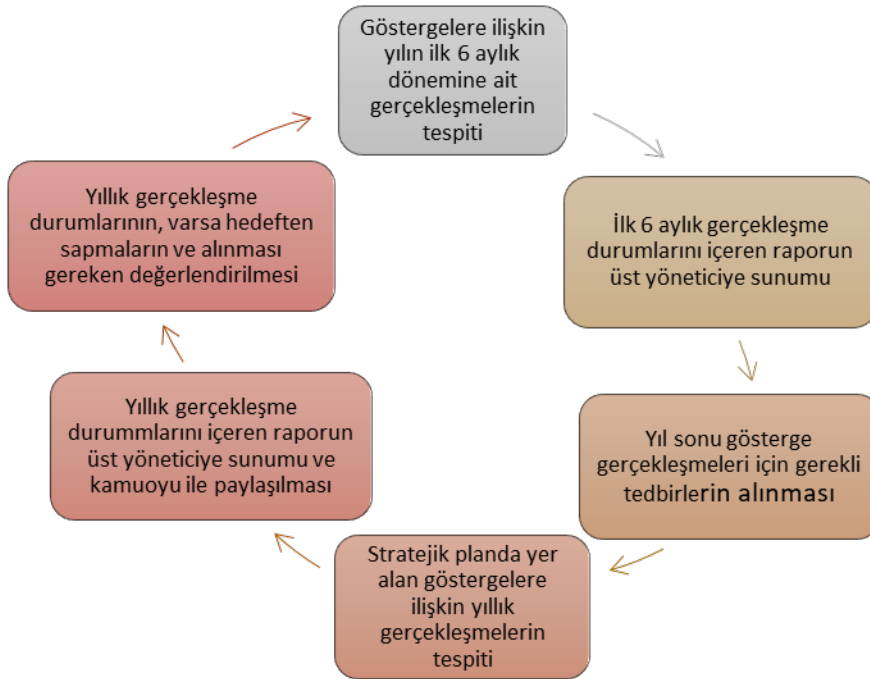 Göstergelere ilişkin
yılın ilk 6 aylık
dönemine ait
gerçekleşmelerin
tespiti
İlk 6 aylık gerçekleşme
durumlarını içeren raporun
üst yöneticiye sunumu
Yıl sonu gösterge
gerçekleşmeleri için gerekli
tedbirlerin alınması
Stratejik planda yer
alan göstergelere
ilişkin yıllık
gerçekleşmelerin
tespiti
Yıllık gerçekleşme
durummlarını içeren raporun
üst yöneticiye sunumu ve
kamuoyu ile paylaşılması
Yıllık gerçekleşme
durumlarının, varsa hedeften
sapmaların ve alınması
gereken değerlendirilmesi